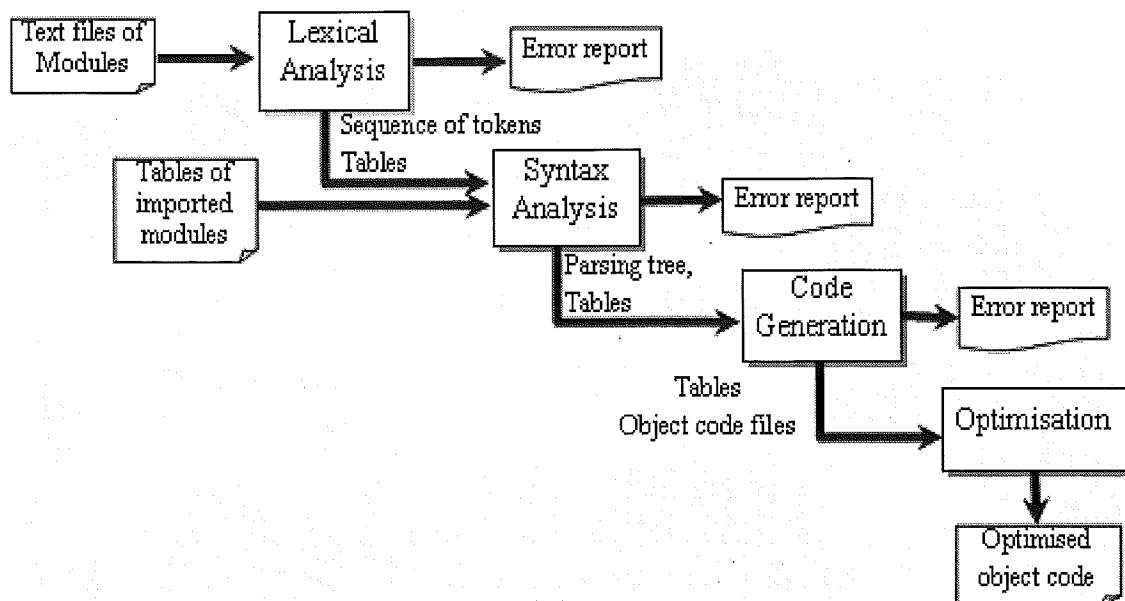 Text files of
Modules
Lexical
Analysis
Error report
Sequence of tokens
Tables
Tables of
imported
modules
Syntax
Analysis
Error report
Parsing tree,
Tables
Code
Generation
Error report
Tables
Object code files
Optimisation
Optimised
object code